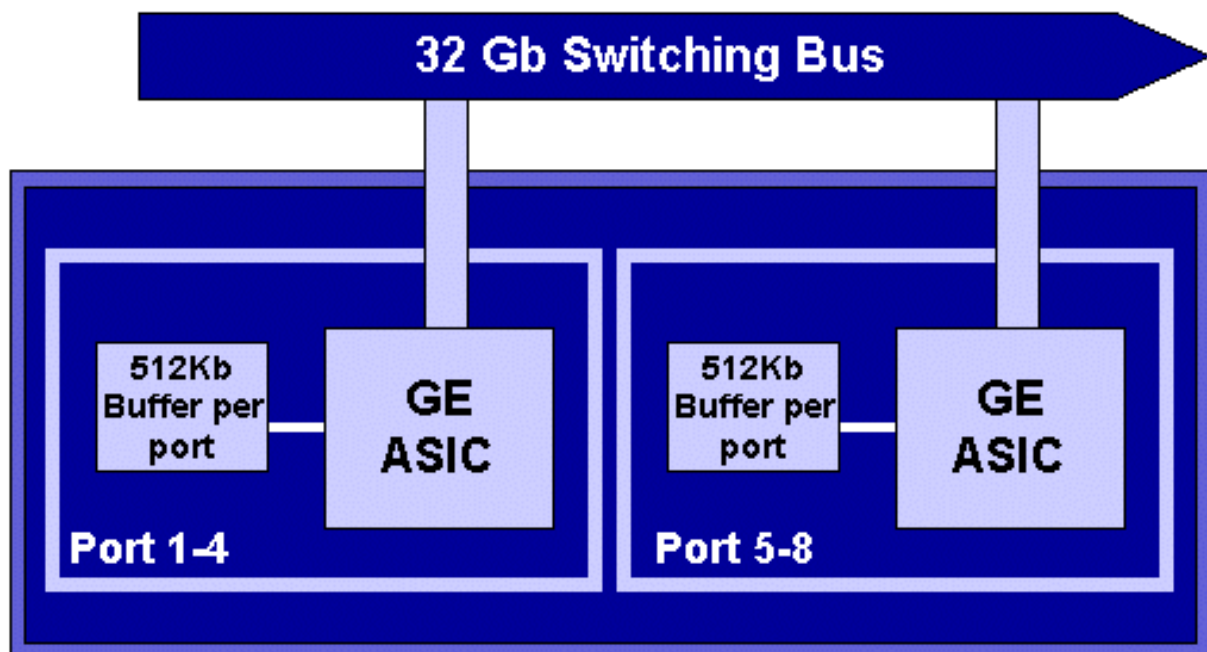 32 Gb Switching Bus
512Kb
Buffer per
port
GE
ASIC
Port 1-4
512Kb
Buffer per
port
GE
ASIC
Port 5-8